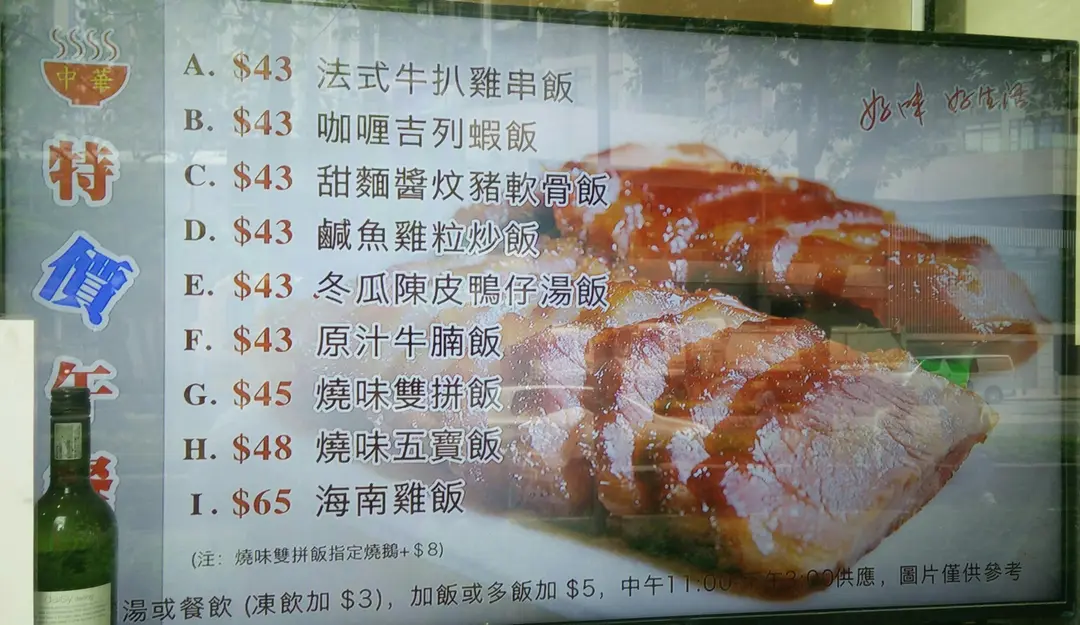 中華
特價午
好味 好生活
A. $43 法式牛扒雞串飯
B. $43 咖喱吉列蝦飯
C. $43 甜麵醬炆豬軟骨飯
D. $43 鹹魚雞粒炒飯
E. $43 冬瓜陳皮鴨仔湯飯
F. $43 原汁牛腩飯
G. $45 燒味雙拼飯
H. $48 燒味五寶飯
I. $65 海南雞飯
(注: 燒味雙拼飯指定燒鵝+$8)
湯或餐飲 (凍飲加 $3), 加飯或多飯加 $5, 中午11:00 下午3:00供應, 圖片僅供參考